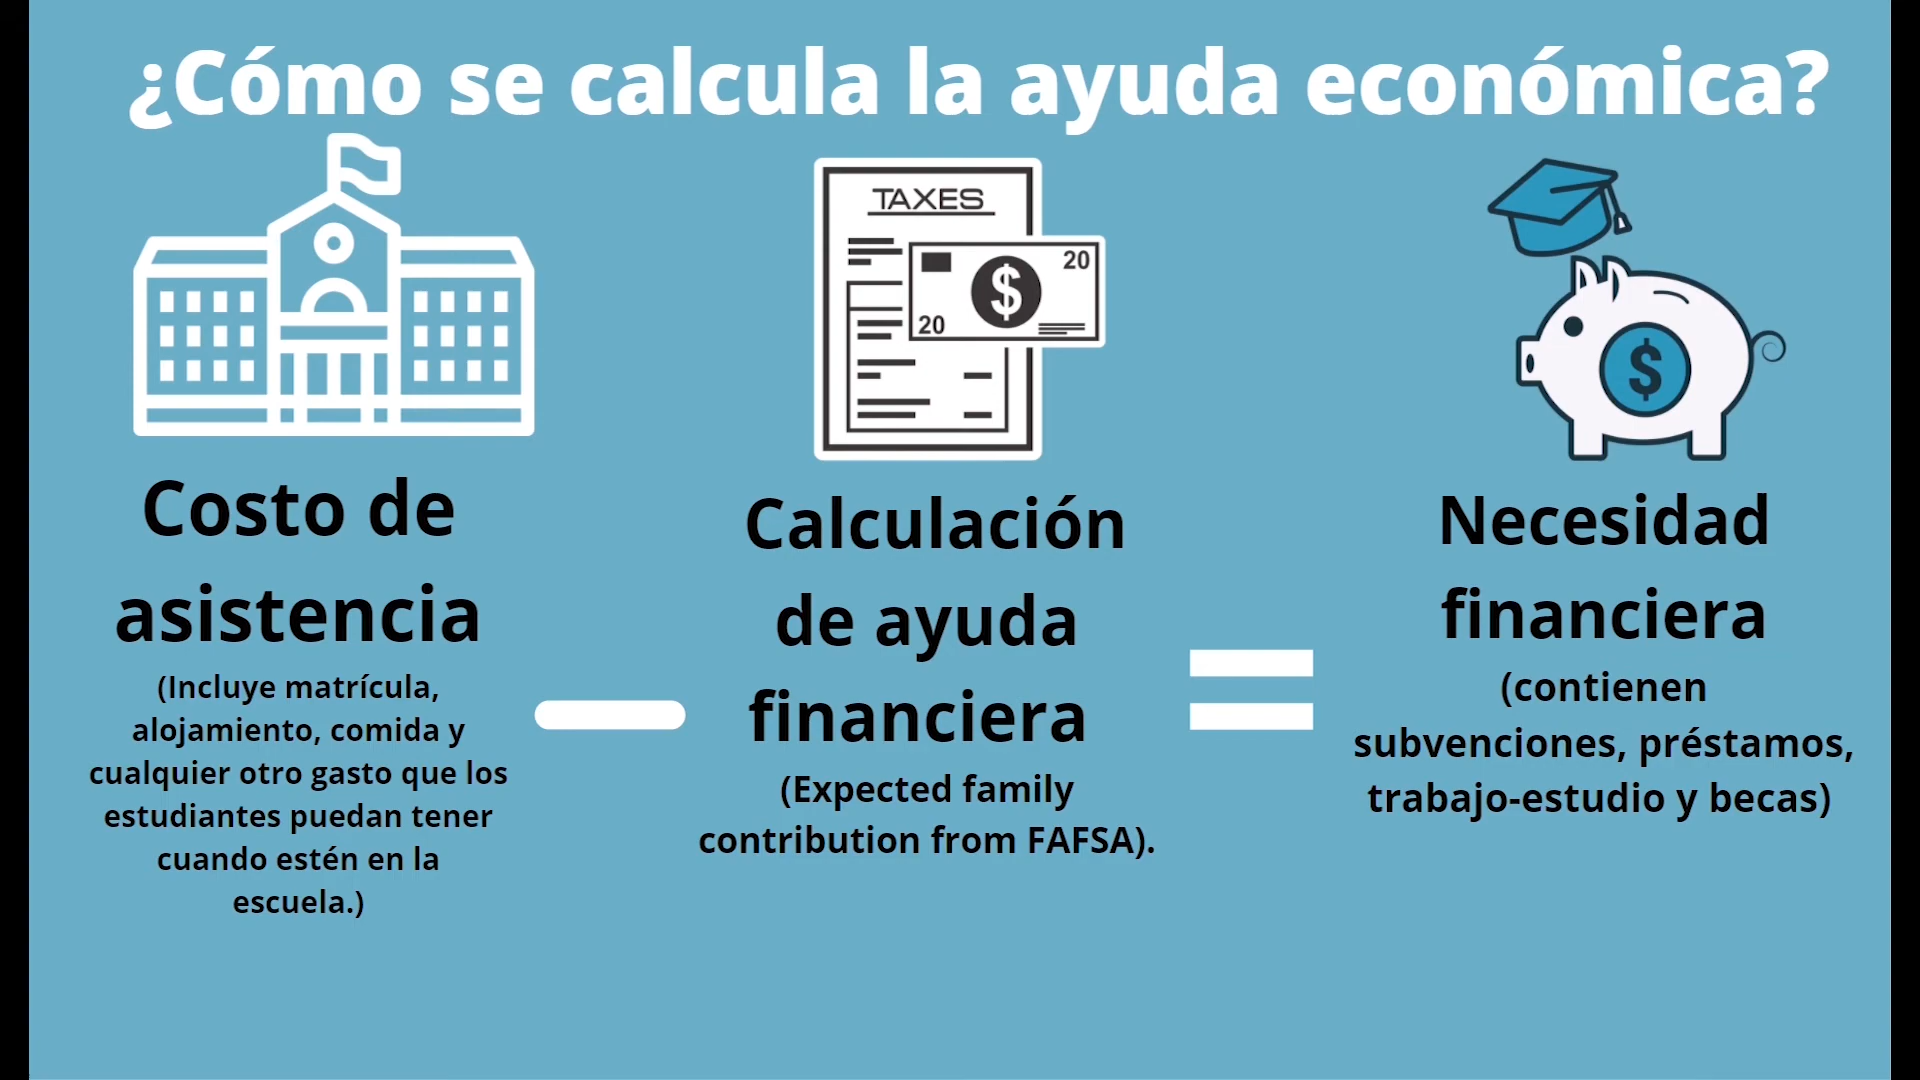 ¿Cómo se calcula la ayuda económica?
TAXES
20
$
20
$
Costo de
asistencia
(Incluye matrícula,
alojamiento, comida y
cualquier otro gasto que los
estudiantes puedan tener
cuando estén en la
escuela.)
Calculación
de ayuda
financiera
(Expected family
contribution from FAFSA).
Necesidad
financiera
(contienen
subvenciones, préstamos,
trabajo-estudio y becas)